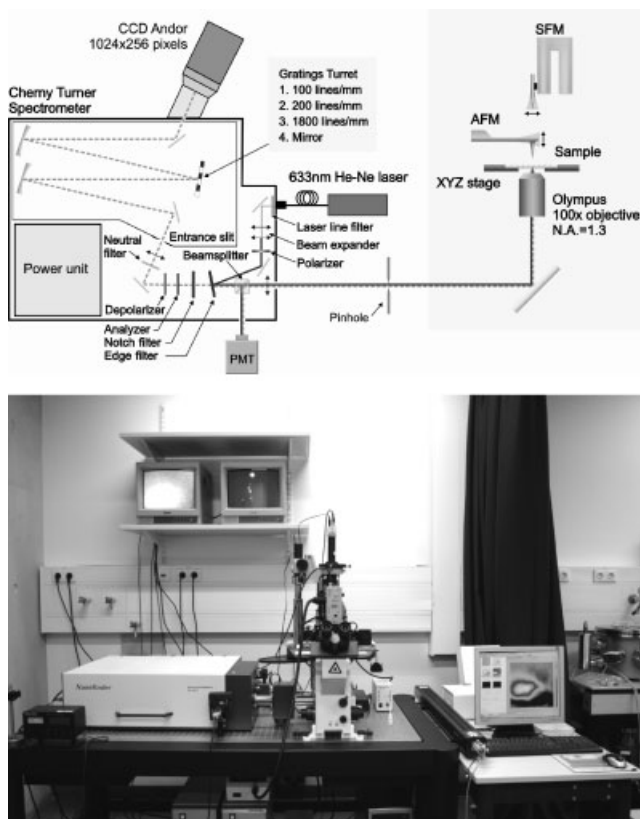 CCD Andor
1024x256 pixels
SFM
Cherny Turner
Spectrometer
Gratings Turret
1. 100 lines/mm
2. 200 lines/mm
3. 1800 lines/mm
4. Mirror
AFM
Sample
633nm He-Ne laser
XYZ stage
Olympus
100x objective
N.A.=1.3
Laser line filter
Beam expander
Polarizer
Entrance slit
Neutral
filter
Beamsplitter
Power unit
Depolarizer
Analyzer
Notch filter
Edge filter
Pinhole
PMT